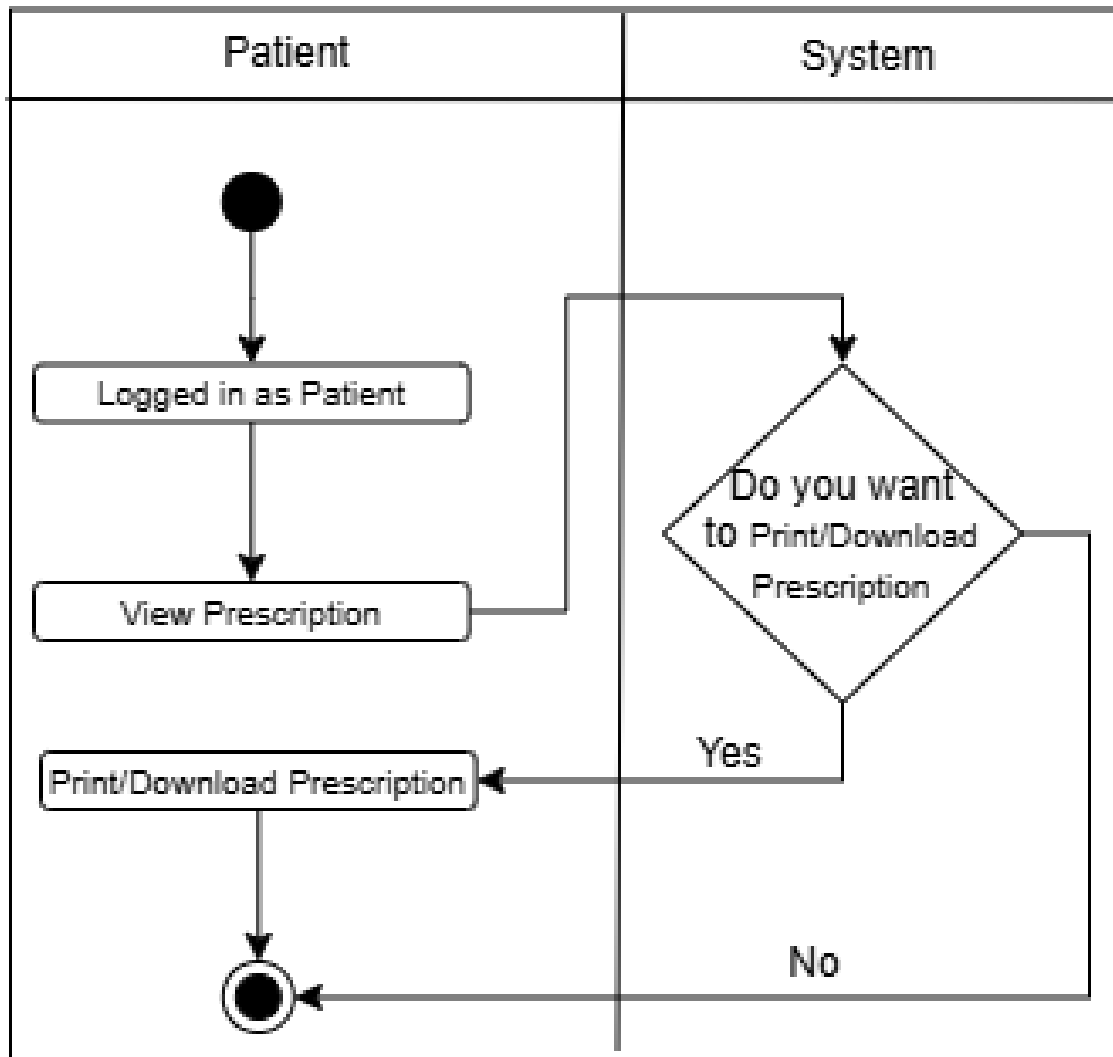 Patient
System
Logged in as Patient
Do you want
to Print/Download
Prescription
View Prescription
Yes
Print/Download Prescription
No